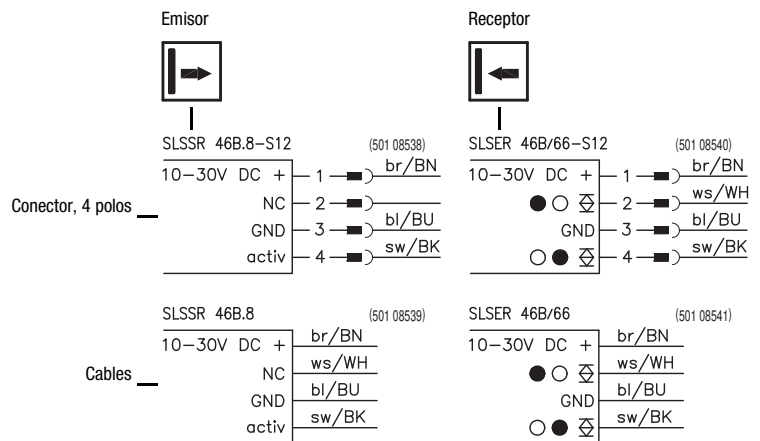 Emisor
Receptor
SLSSR 46B.8-S12 (501 08538)
10-30V DC + 1 br/BN
NC 2
GND 3 bl/BU
activ 4 sw/BK
SLSER 46B/66-S12 (501 08540)
10-30V DC + 1 br/BN
2 ws/WH
GND 3 bl/BU
4 sw/BK
Conector, 4 polos
SLSSR 46B.8 (501 08539)
10-30V DC + br/BN
NC ws/WH
GND bl/BU
activ sw/BK
SLSER 46B/66 (501 08541)
10-30V DC + br/BN
ws/WH
GND bl/BU
sw/BK
Cables